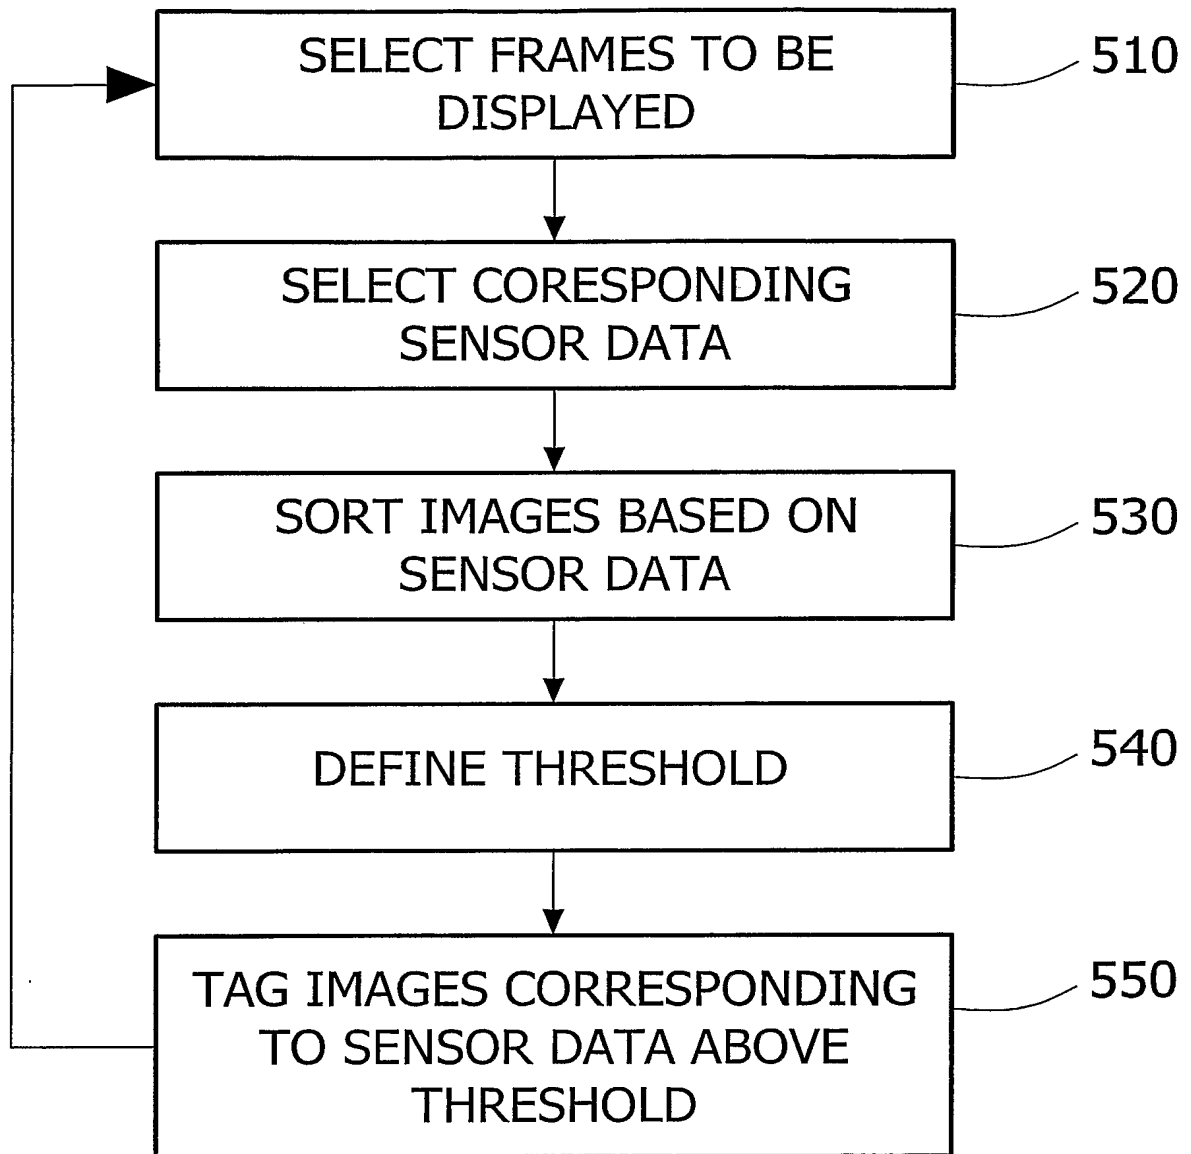 SELECT FRAMES TO BE
DISPLAYED
510
SELECT CORESPONDING
SENSOR DATA
520
SORT IMAGES BASED ON
SENSOR DATA
530
DEFINE THRESHOLD
540
TAG IMAGES CORRESPONDING
TO SENSOR DATA ABOVE
THRESHOLD
550